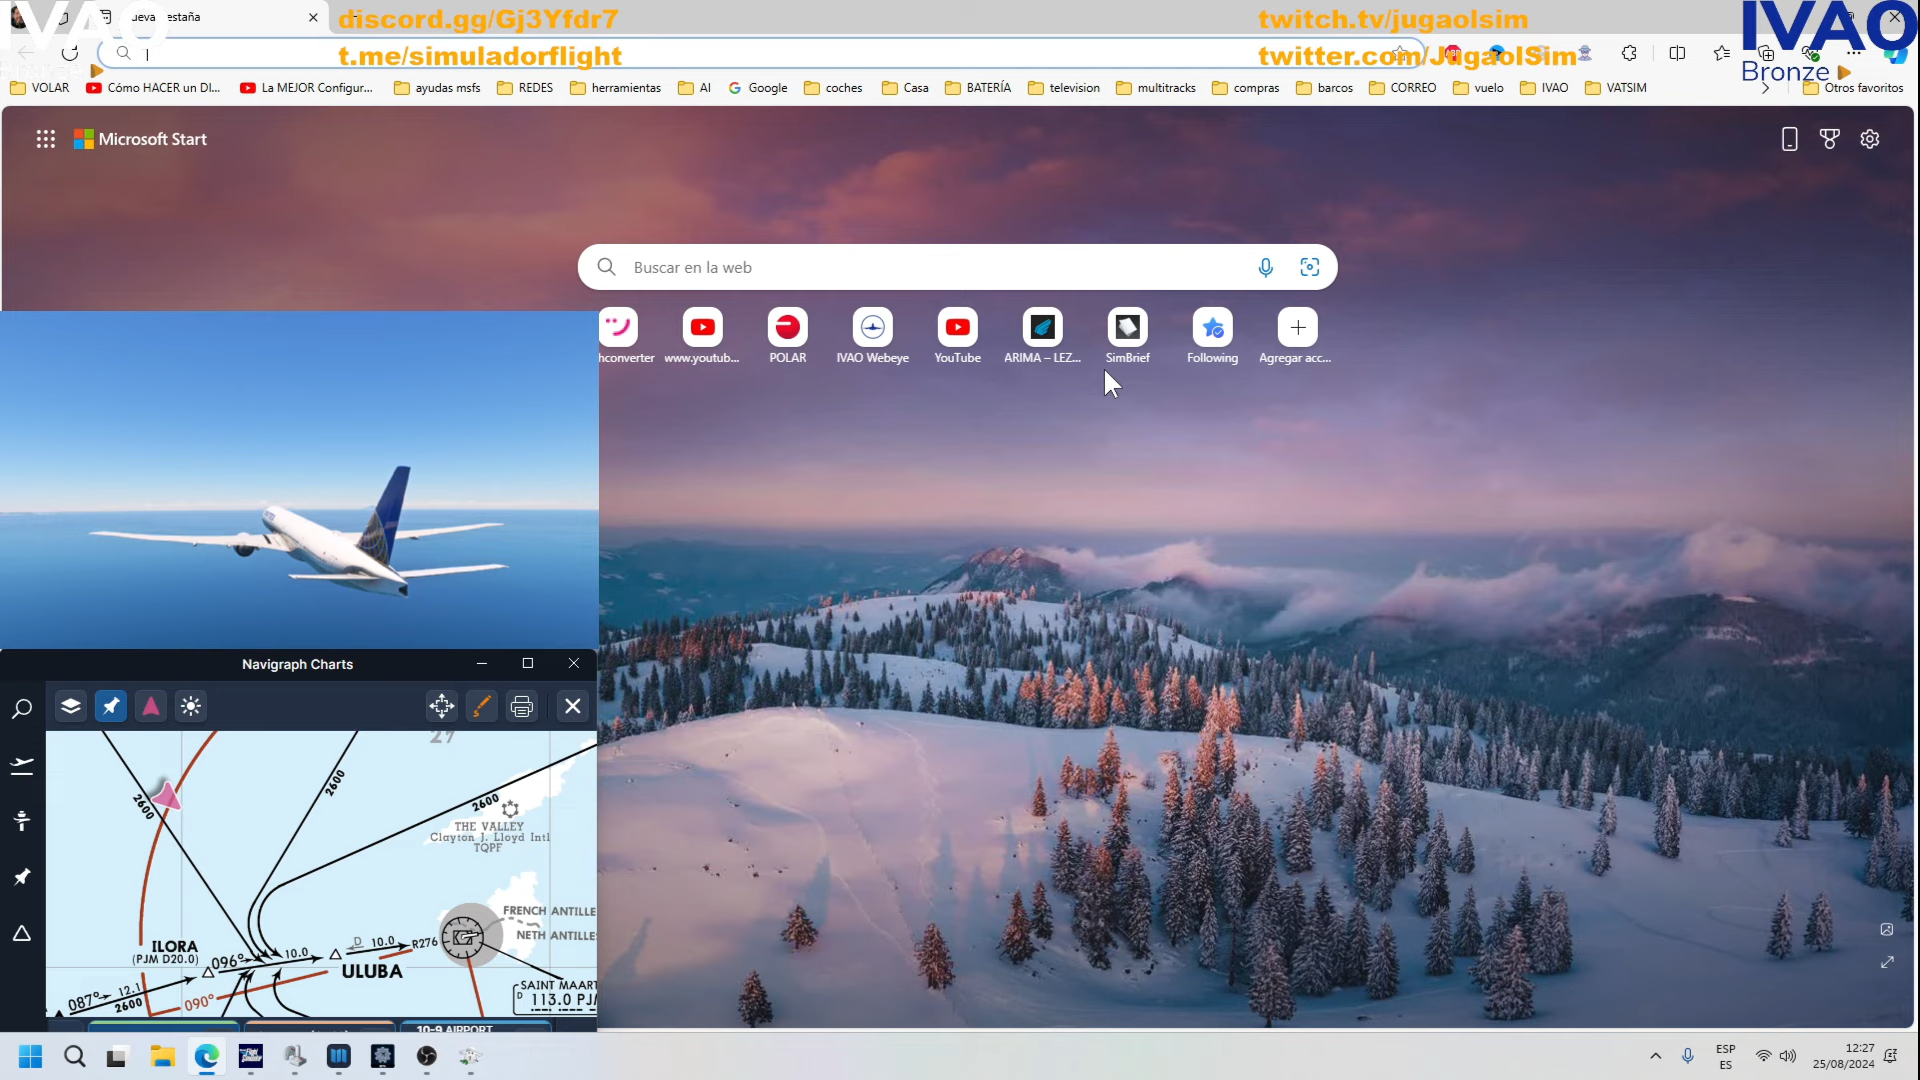 IVAO
ueva estaña
discord.gg/Gj3Yfdr7
twitch.tv/jugaolsim
IVAO
t.me/simuladorflight
twitter.com/JugaolSim
Bronze
VOLAR
Cómo HACER un DI...
La MEJOR Configur...
ayudas msfs
REDES
herramientas
AI
Google
coches
Casa
BATERÍA
television
multitracks
compras
barcos
CORREO
vuelo
IVAO
VATSIM
Otros favoritos
Microsoft Start
Buscar en la web
hconverter
www.youtub...
POLAR
IVAO Webeye
YouTube
ARIMA – LEZ...
SimBrief
Following
Agregar acc...
Navigraph Charts
27
2600
2600
2600
THE VALLEY
Clayton J. Lloyd Intl
TQPF
FRENCH ANTILLE
NETH ANTILLE
ILORA
(PJM D20.0)
096°
10.0
D
10.0
R276
ULUBA
087°
12.1
2600
090°
SAINT MAART
D 113.0 PJM
10-9 AIRPORT
ESP
ES
12:27
25/08/2024